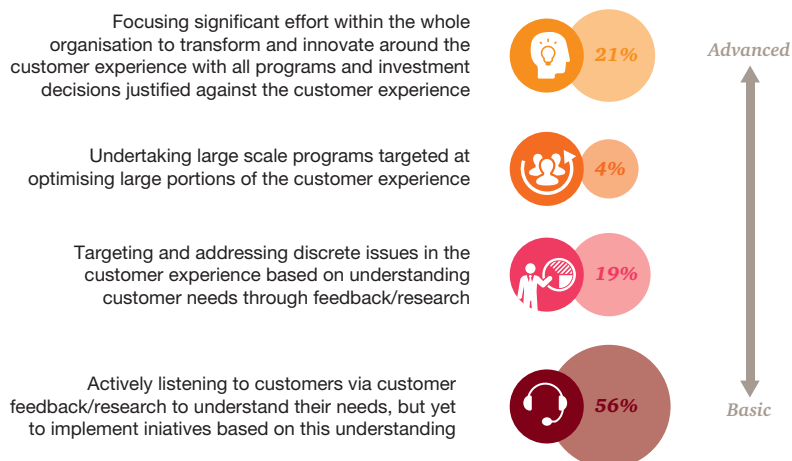 Focusing significant effort within the whole
organisation to transform and innovate around the
customer experience with all programs and investment
decisions justified against the customer experience
21%
Advanced
Undertaking large scale programs targeted at
optimising large portions of the customer experience
4%
Targeting and addressing discrete issues in the
customer experience based on understanding
customer needs through feedback/research
19%
Actively listening to customers via customer
feedback/research to understand their needs, but yet
to implement iniatives based on this understanding
56%
Basic